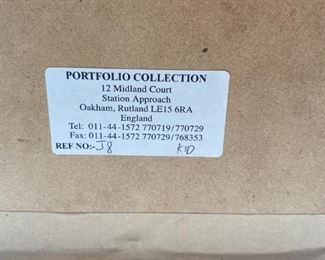 PORTFOLIO COLLECTION
12 Midland Court
Station Approach
Oakham, Rutland LE15 6RA
England
Tel: 011-44-1572 770719/770729
Fax: 011-44-1572 770729/768353
REF NO:- J8 KID